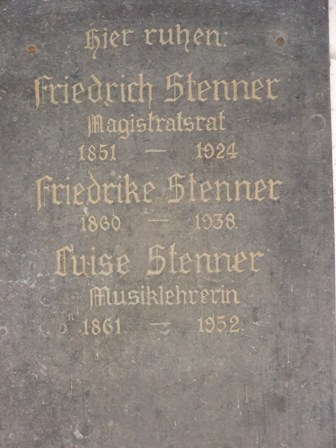 Hier ruhen:
Friedrich Stenner
Magistratsrat
1851 — 1924
Friedrike Stenner
1860 — 1938.
Luise Stenner
Musiklehrerin
1861 — 1952.